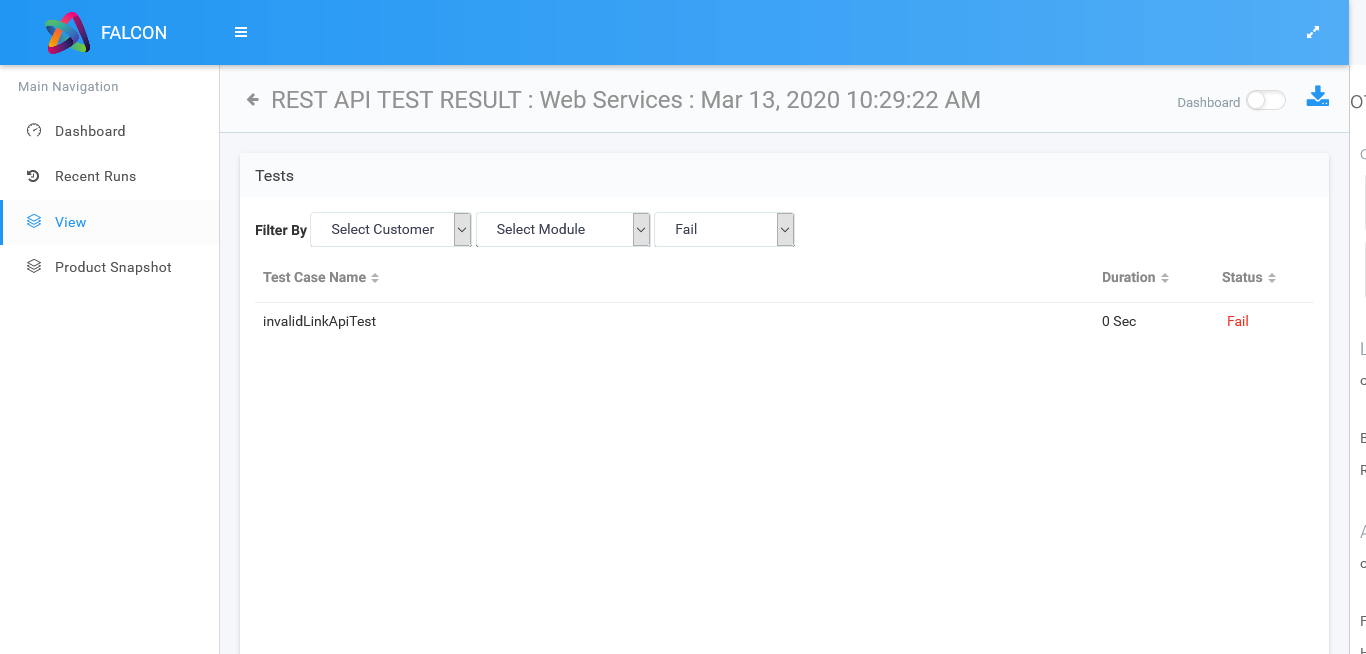 FALCON
Main Navigation
Dashboard
Recent Runs
View
Product Snapshot
REST API TEST RESULT : Web Services : Mar 13, 2020 10:29:22 AM
Dashboard
Tests
Filter By Select Customer Select Module Fail
Test Case Name Duration Status
invalidLinkApiTest 0 Sec Fail